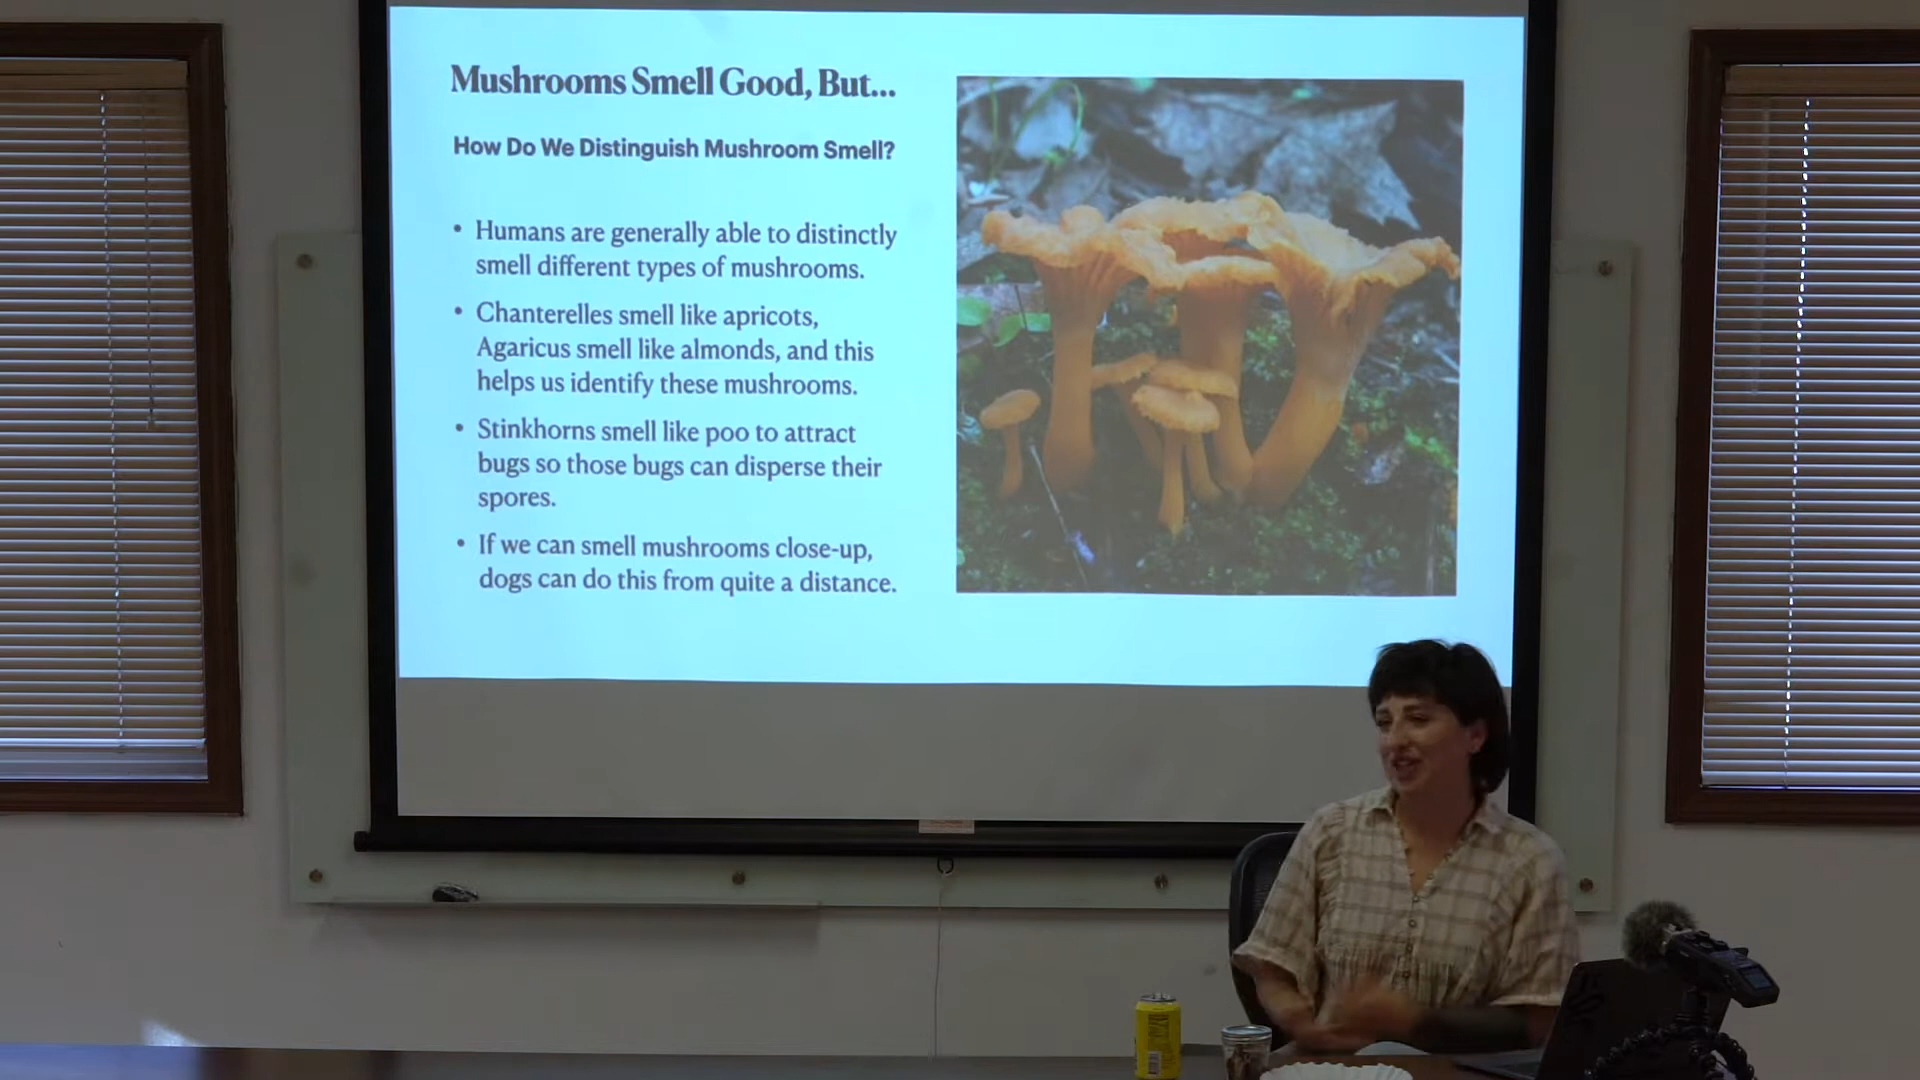 Mushrooms Smell Good, But...
How Do We Distinguish Mushroom Smell?
• Humans are generally able to distinctly
smell different types of mushrooms.
• Chanterelles smell like apricots,
Agaricus smell like almonds, and this
helps us identify these mushrooms.
• Stinkhorns smell like poo to attract
bugs so those bugs can disperse their
spores.
• If we can smell mushrooms close-up,
dogs can do this from quite a distance.